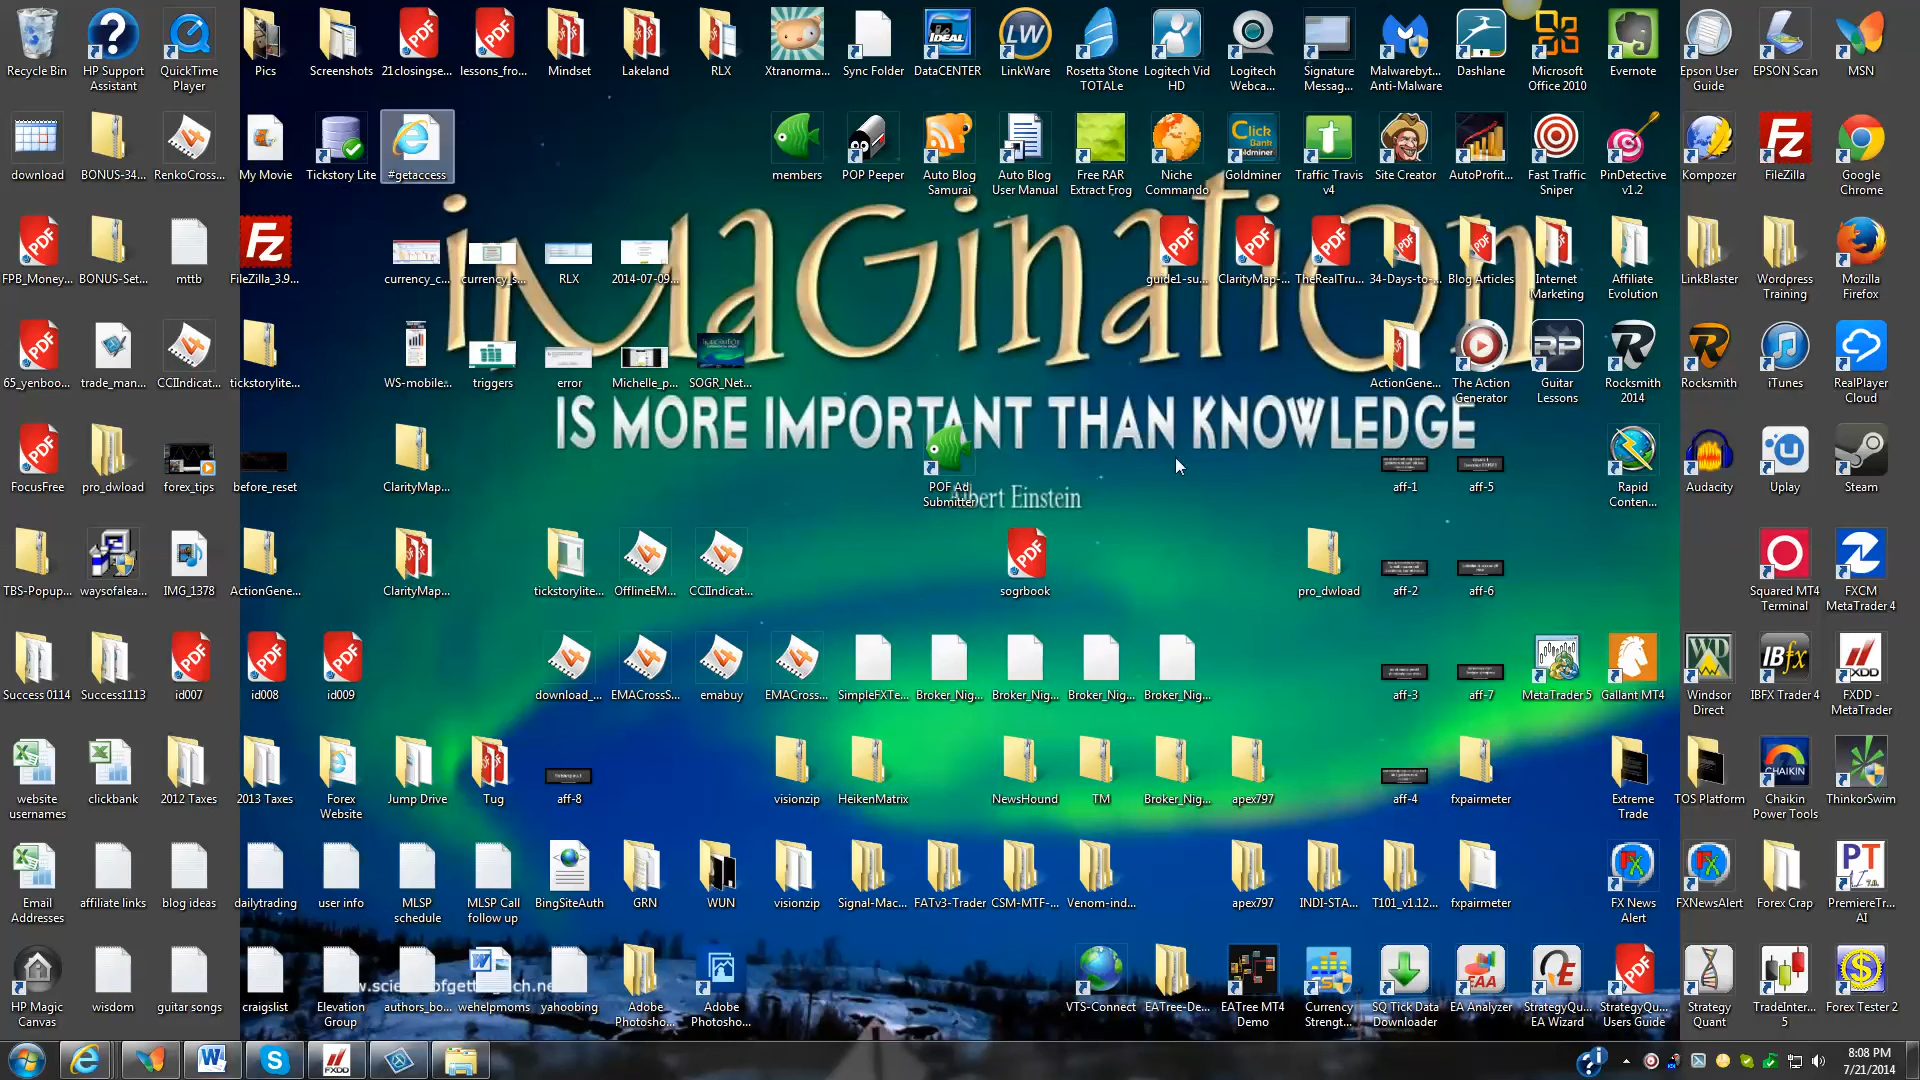 Recycle Bin
HP Support Assistant
QuickTime Player
Pics
Screenshots
21closingse...
lessons_fro...
Mindset
Lakeland
RLX
Xtranorma...
Sync Folder
DataCENTER
LinkWare
Rosetta Stone TOTALe
Logitech Vid HD
Logitech Webca...
Signature Messag...
Malwarebyt... Anti-Malware
Dashlane
Microsoft Office 2010
Evernote
Epson User Guide
EPSON Scan
MSN
download
BONUS-34...
RenkoCross...
My Movie
Tickstory Lite
#getaccess
members
POP Peeper
Auto Blog Samurai
Auto Blog User Manual
Free RAR Extract Frog
Niche Commando
Goldminer
Traffic Travis v4
Site Creator
AutoProfit...
Fast Traffic Sniper
PinDetective v1.2
Kompozer
FileZilla
Google Chrome
iMAGiNATiON
FPB_Money...
BONUS-Set...
mttb
FileZilla_3.9...
currency_c...
currency_s...
RLX
2014-07-09...
guide1-su...
ClarityMap-...
TheRealTru...
34-Days-to-...
Blog Articles
Internet Marketing
Affiliate Evolution
LinkBlaster
Wordpress Training
Mozilla Firefox
65_yenboo...
trade_man...
CCIIndicat...
tickstorylite...
WS-mobile...
triggers
error
Michelle_p...
SOGR_Net...
ActionGene...
The Action Generator
Guitar Lessons
Rocksmith 2014
Rocksmith
iTunes
RealPlayer Cloud
IS MORE IMPORTANT THAN KNOWLEDGE
FocusFree
pro_dwload
forex_tips
before_reset
ClarityMap...
POF Ad Submitter
Albert Einstein
aff-1
aff-5
Rapid Conten...
Audacity
Uplay
Steam
TBS-Popup...
waysofalea...
IMG_1378
ActionGene...
ClarityMap...
tickstorylite...
OfflineEM...
CCIIndicat...
sogrbook
pro_dwload
aff-2
aff-6
Squared MT4 Terminal
FXCM MetaTrader 4
Success 0114
Success1113
id007
id008
id009
download_...
EMACrossS...
emabuy
EMACross...
SimpleFXTe...
Broker_Nig...
Broker_Nig...
Broker_Nig...
Broker_Nig...
aff-3
aff-7
MetaTrader 5
Gallant MT4
Windsor Direct
IBFX Trader 4
FXDD - MetaTrader
website usernames
clickbank
2012 Taxes
2013 Taxes
Forex Website
Jump Drive
Tug
aff-8
visionzip
HeikenMatrix
NewsHound
TM
Broker_Nig...
apex797
aff-4
fxpairmeter
Extreme Trade
TOS Platform
Chaikin Power Tools
ThinkorSwim
Email Addresses
affiliate links
blog ideas
dailytrading
user info
MLSP schedule
MLSP Call follow up
BingSiteAuth
GRN
WUN
visionzip
Signal-Mac...
FATv3-Trader
CSM-MTF-...
Venom-ind...
apex797
INDI-STA...
T101_v1.12...
fxpairmeter
FX News Alert
FXNewsAlert
Forex Crap
PremiereTr... AI
HP Magic Canvas
wisdom
guitar songs
craigslist
Elevation Group
authors_bo...
wehelpmoms
yahoobing
Adobe Photosho...
Adobe Photosho...
VTS-Connect
EATree-De...
EATree MT4 Demo
Currency Strengt...
SQ Tick Data Downloader
EA Analyzer
StrategyQu... EA Wizard
StrategyQu... Users Guide
Strategy Quant
TradeInter... 5
Forex Tester 2
8:08 PM
7/21/2014